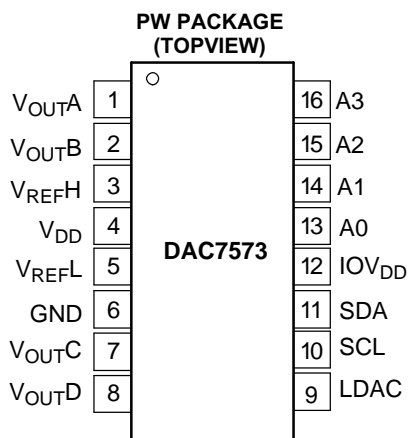 PW PACKAGE
(TOPVIEW)
VOUTA 1
16 A3
VOUTB 2
15 A2
VREFH 3
14 A1
VDD 4
13 A0
DAC7573
VREFL 5
12 IOVDD
GND 6
11 SDA
VOUTC 7
10 SCL
VOUTD 8
9 LDAC